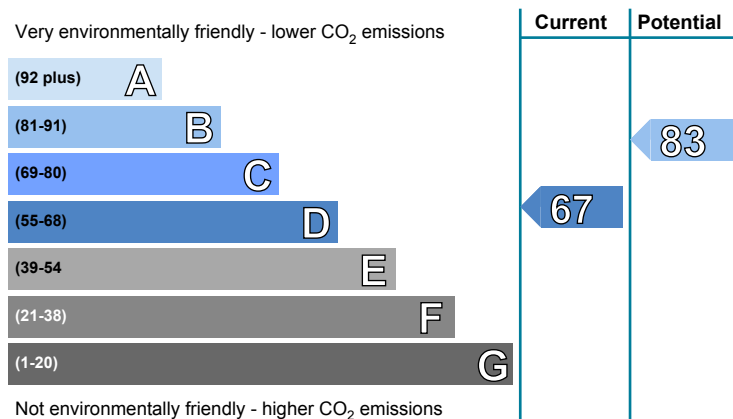 Very environmentally friendly - lower CO₂ emissions
Current
Potential
(92 plus) A
(81-91) B
(69-80) C
(55-68) D
(39-54 E
(21-38) F
(1-20) G
83
67
Not environmentally friendly - higher CO₂ emissions